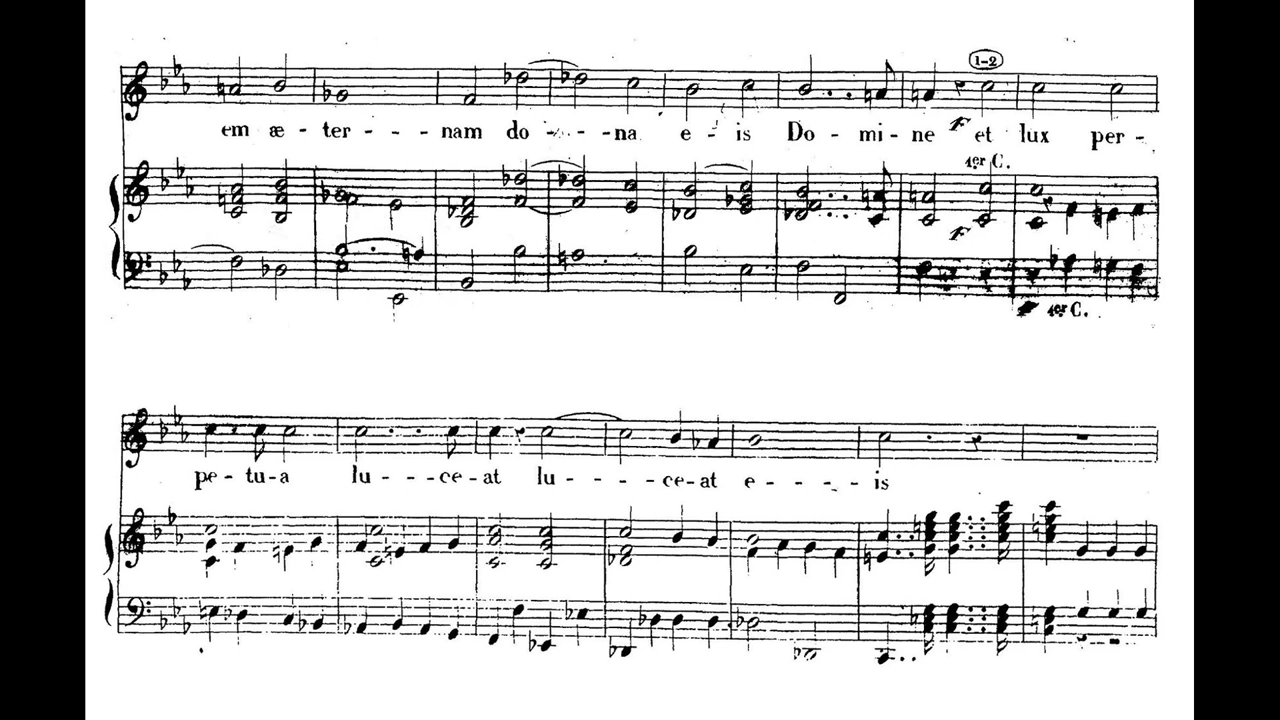 1-2
em æ - ter - - - nam do - - - na e - is Do - mi - ne et lux per -
f
1er C.
f
1er C.
pe - tu - a lu - - - ce - at lu - - - - ce - at e - - - - is